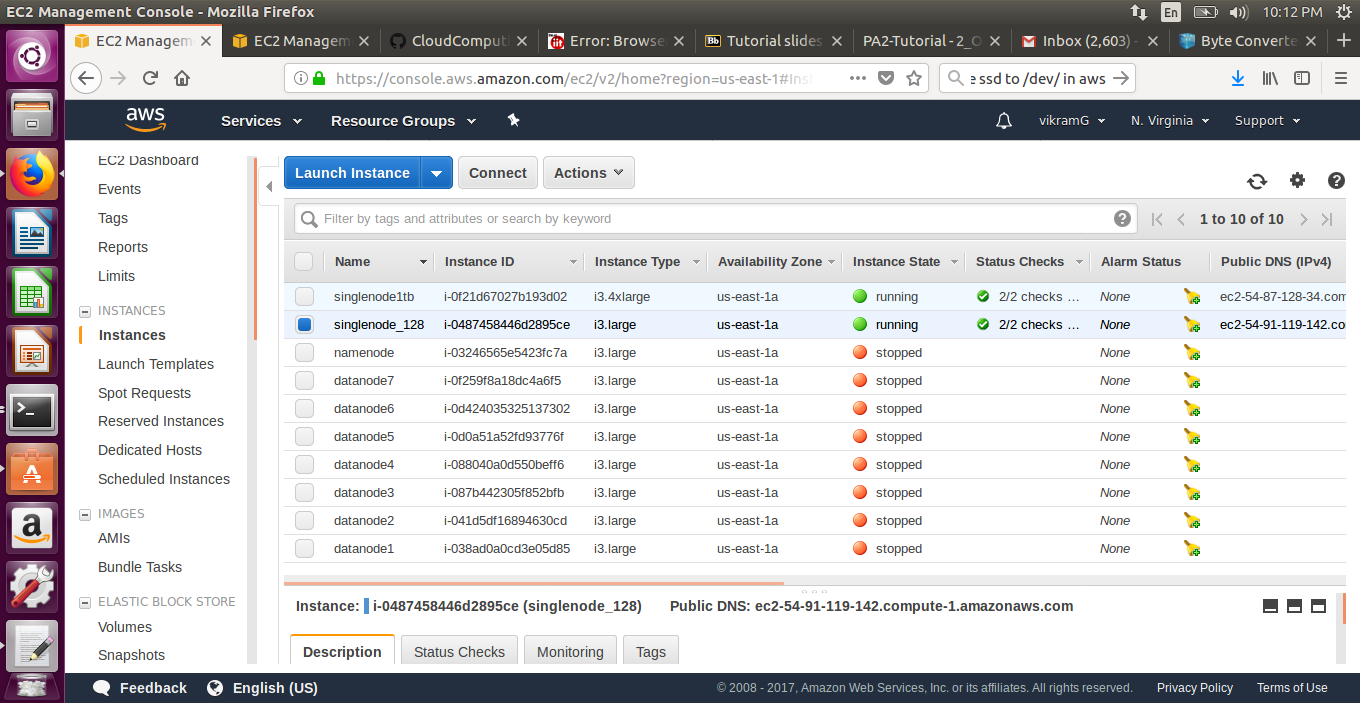 EC2 Management Console - Mozilla Firefox
En
10:12 PM
EC2 Managem
EC2 Managem
CloudComput
Error: Browse
Bb
Tutorial slides
PA2-Tutorial - 2_O
Inbox (2,603) -
Byte Converte
https://console.aws.amazon.com/ec2/v2/home?region=us-east-1#Inst
e ssd to /dev/ in aws
aws
Services
Resource Groups
vikramG
N. Virginia
Support
EC2 Dashboard
Events
Tags
Reports
Limits
INSTANCES
Instances
Launch Templates
Spot Requests
Reserved Instances
Dedicated Hosts
Scheduled Instances
IMAGES
AMIs
Bundle Tasks
ELASTIC BLOCK STORE
Volumes
Snapshots
Launch Instance
Connect
Actions
Filter by tags and attributes or search by keyword
1 to 10 of 10
Name Instance ID Instance Type Availability Zone Instance State Status Checks Alarm Status Public DNS (IPv4)
singlenode1tb i-0f21d67027b193d02 i3.4xlarge us-east-1a running 2/2 checks ... None ec2-54-87-128-34.com
singlenode_128 i-0487458446d2895ce i3.large us-east-1a running 2/2 checks ... None ec2-54-91-119-142.co
namenode i-03246565e5423fc7a i3.large us-east-1a stopped None
datanode7 i-0f259f8a18dc4a6f5 i3.large us-east-1a stopped None
datanode6 i-0d424035325137302 i3.large us-east-1a stopped None
datanode5 i-0d0a51a52fd93776f i3.large us-east-1a stopped None
datanode4 i-088040a0d550beff6 i3.large us-east-1a stopped None
datanode3 i-087b442305f852bfb i3.large us-east-1a stopped None
datanode2 i-041d5df16894630cd i3.large us-east-1a stopped None
datanode1 i-038ad0a0cd3e05d85 i3.large us-east-1a stopped None
Instance: i-0487458446d2895ce (singlenode_128) Public DNS: ec2-54-91-119-142.compute-1.amazonaws.com
Description
Status Checks
Monitoring
Tags
Feedback
English (US)
© 2008 - 2017, Amazon Web Services, Inc. or its affiliates. All rights reserved.
Privacy Policy
Terms of Use